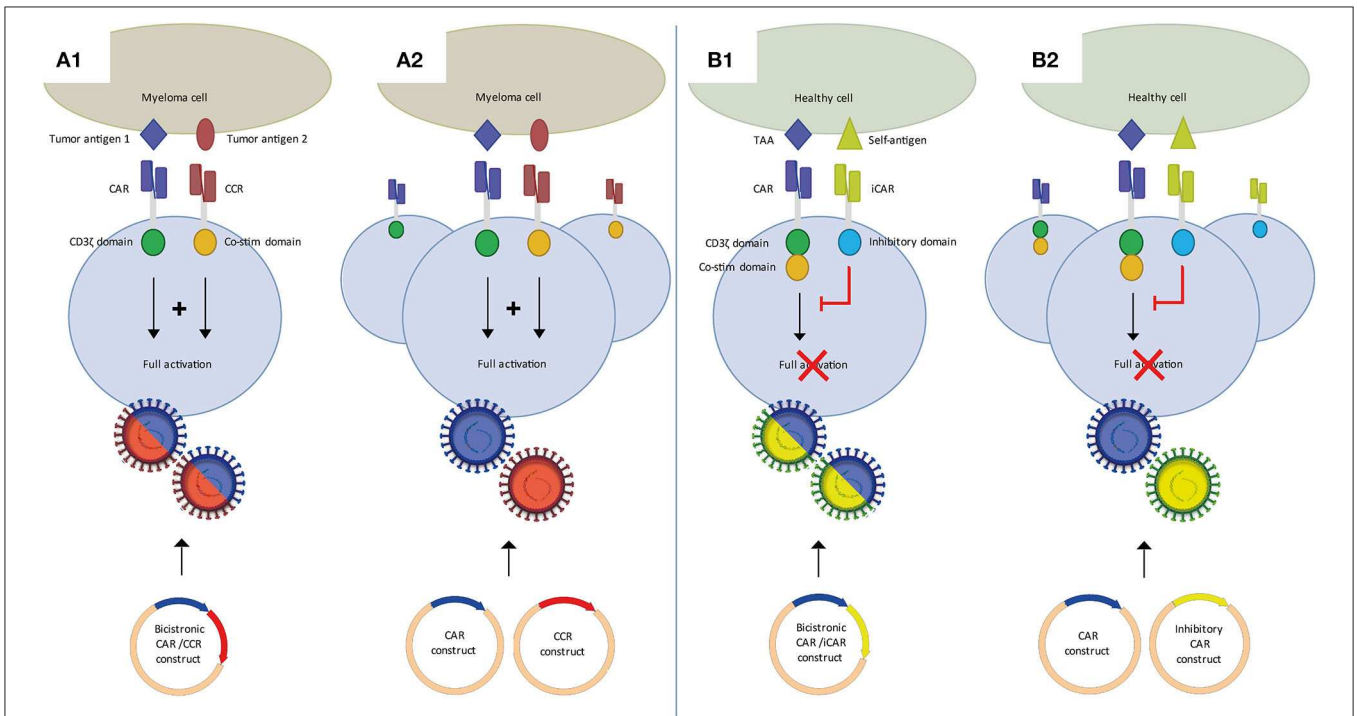 A1
Myeloma cell
Tumor antigen 1
Tumor antigen 2
CAR
CCR
CD3ζ domain
Co-stim domain
+
Full activation
Bicistronic
CAR /CCR
construct
A2
Myeloma cell
+
Full activation
CAR
construct
CCR
construct
B1
Healthy cell
TAA
Self-antigen
CAR
iCAR
CD3ζ domain
Inhibitory domain
Co-stim domain
Full activation
Bicistronic
CAR /iCAR
construct
B2
Healthy cell
Full activation
CAR
construct
Inhibitory
CAR
construct